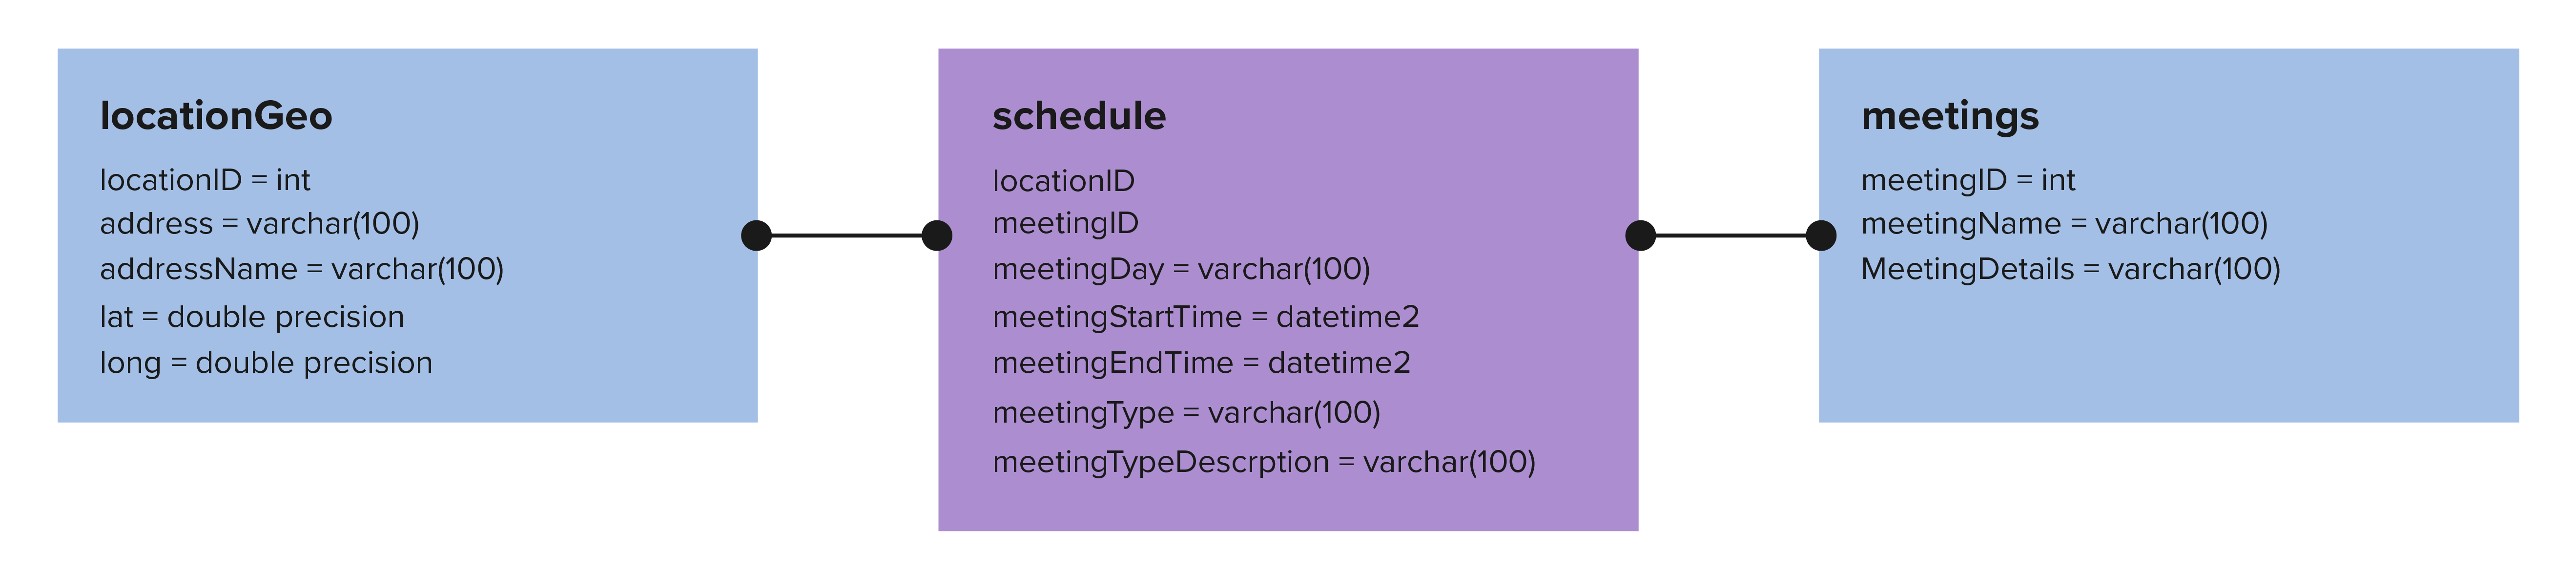 locationGeo
locationID = int
address = varchar(100)
addressName = varchar(100)
lat = double precision
long = double precision
schedule
locationID
meetingID
meetingDay = varchar(100)
meetingStartTime = datetime2
meetingEndTime = datetime2
meetingType = varchar(100)
meetingTypeDescrption = varchar(100)
meetings
meetingID = int
meetingName = varchar(100)
MeetingDetails = varchar(100)